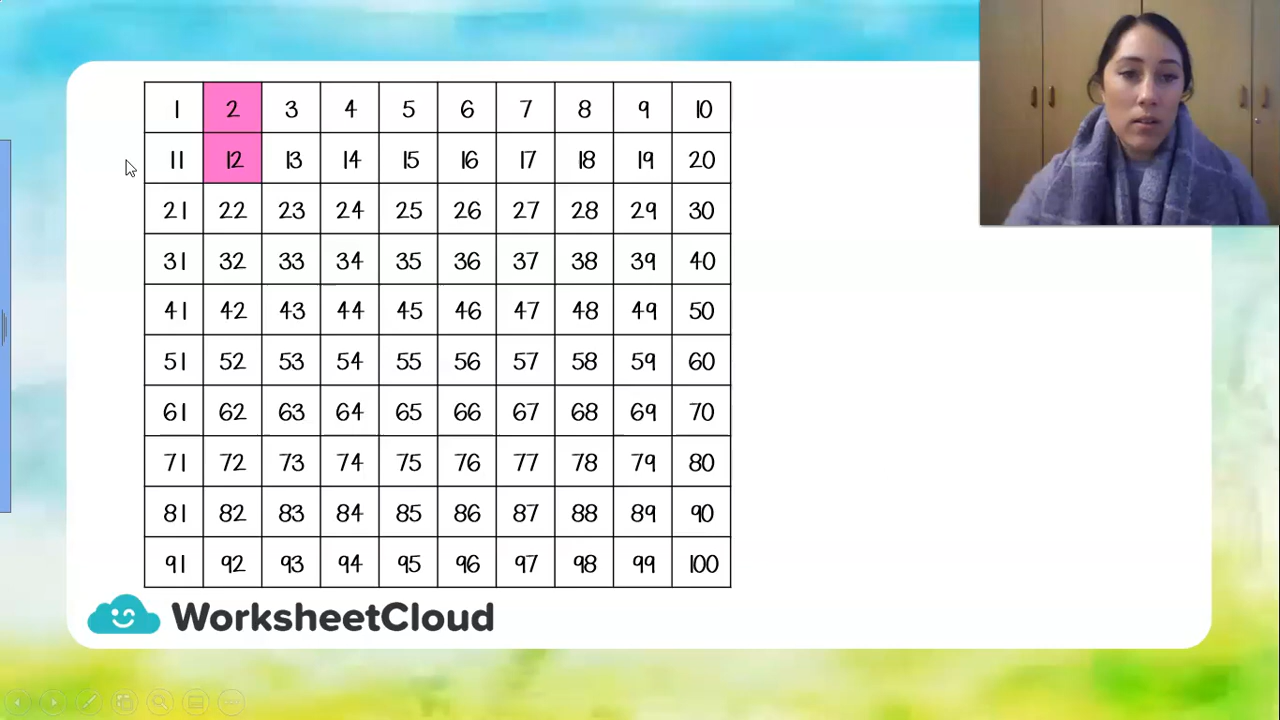 1 2 3 4 5 6 7 8 9 10
11 12 13 14 15 16 17 18 19 20
21 22 23 24 25 26 27 28 29 30
31 32 33 34 35 36 37 38 39 40
41 42 43 44 45 46 47 48 49 50
51 52 53 54 55 56 57 58 59 60
61 62 63 64 65 66 67 68 69 70
71 72 73 74 75 76 77 78 79 80
81 82 83 84 85 86 87 88 89 90
91 92 93 94 95 96 97 98 99 100
WorksheetCloud